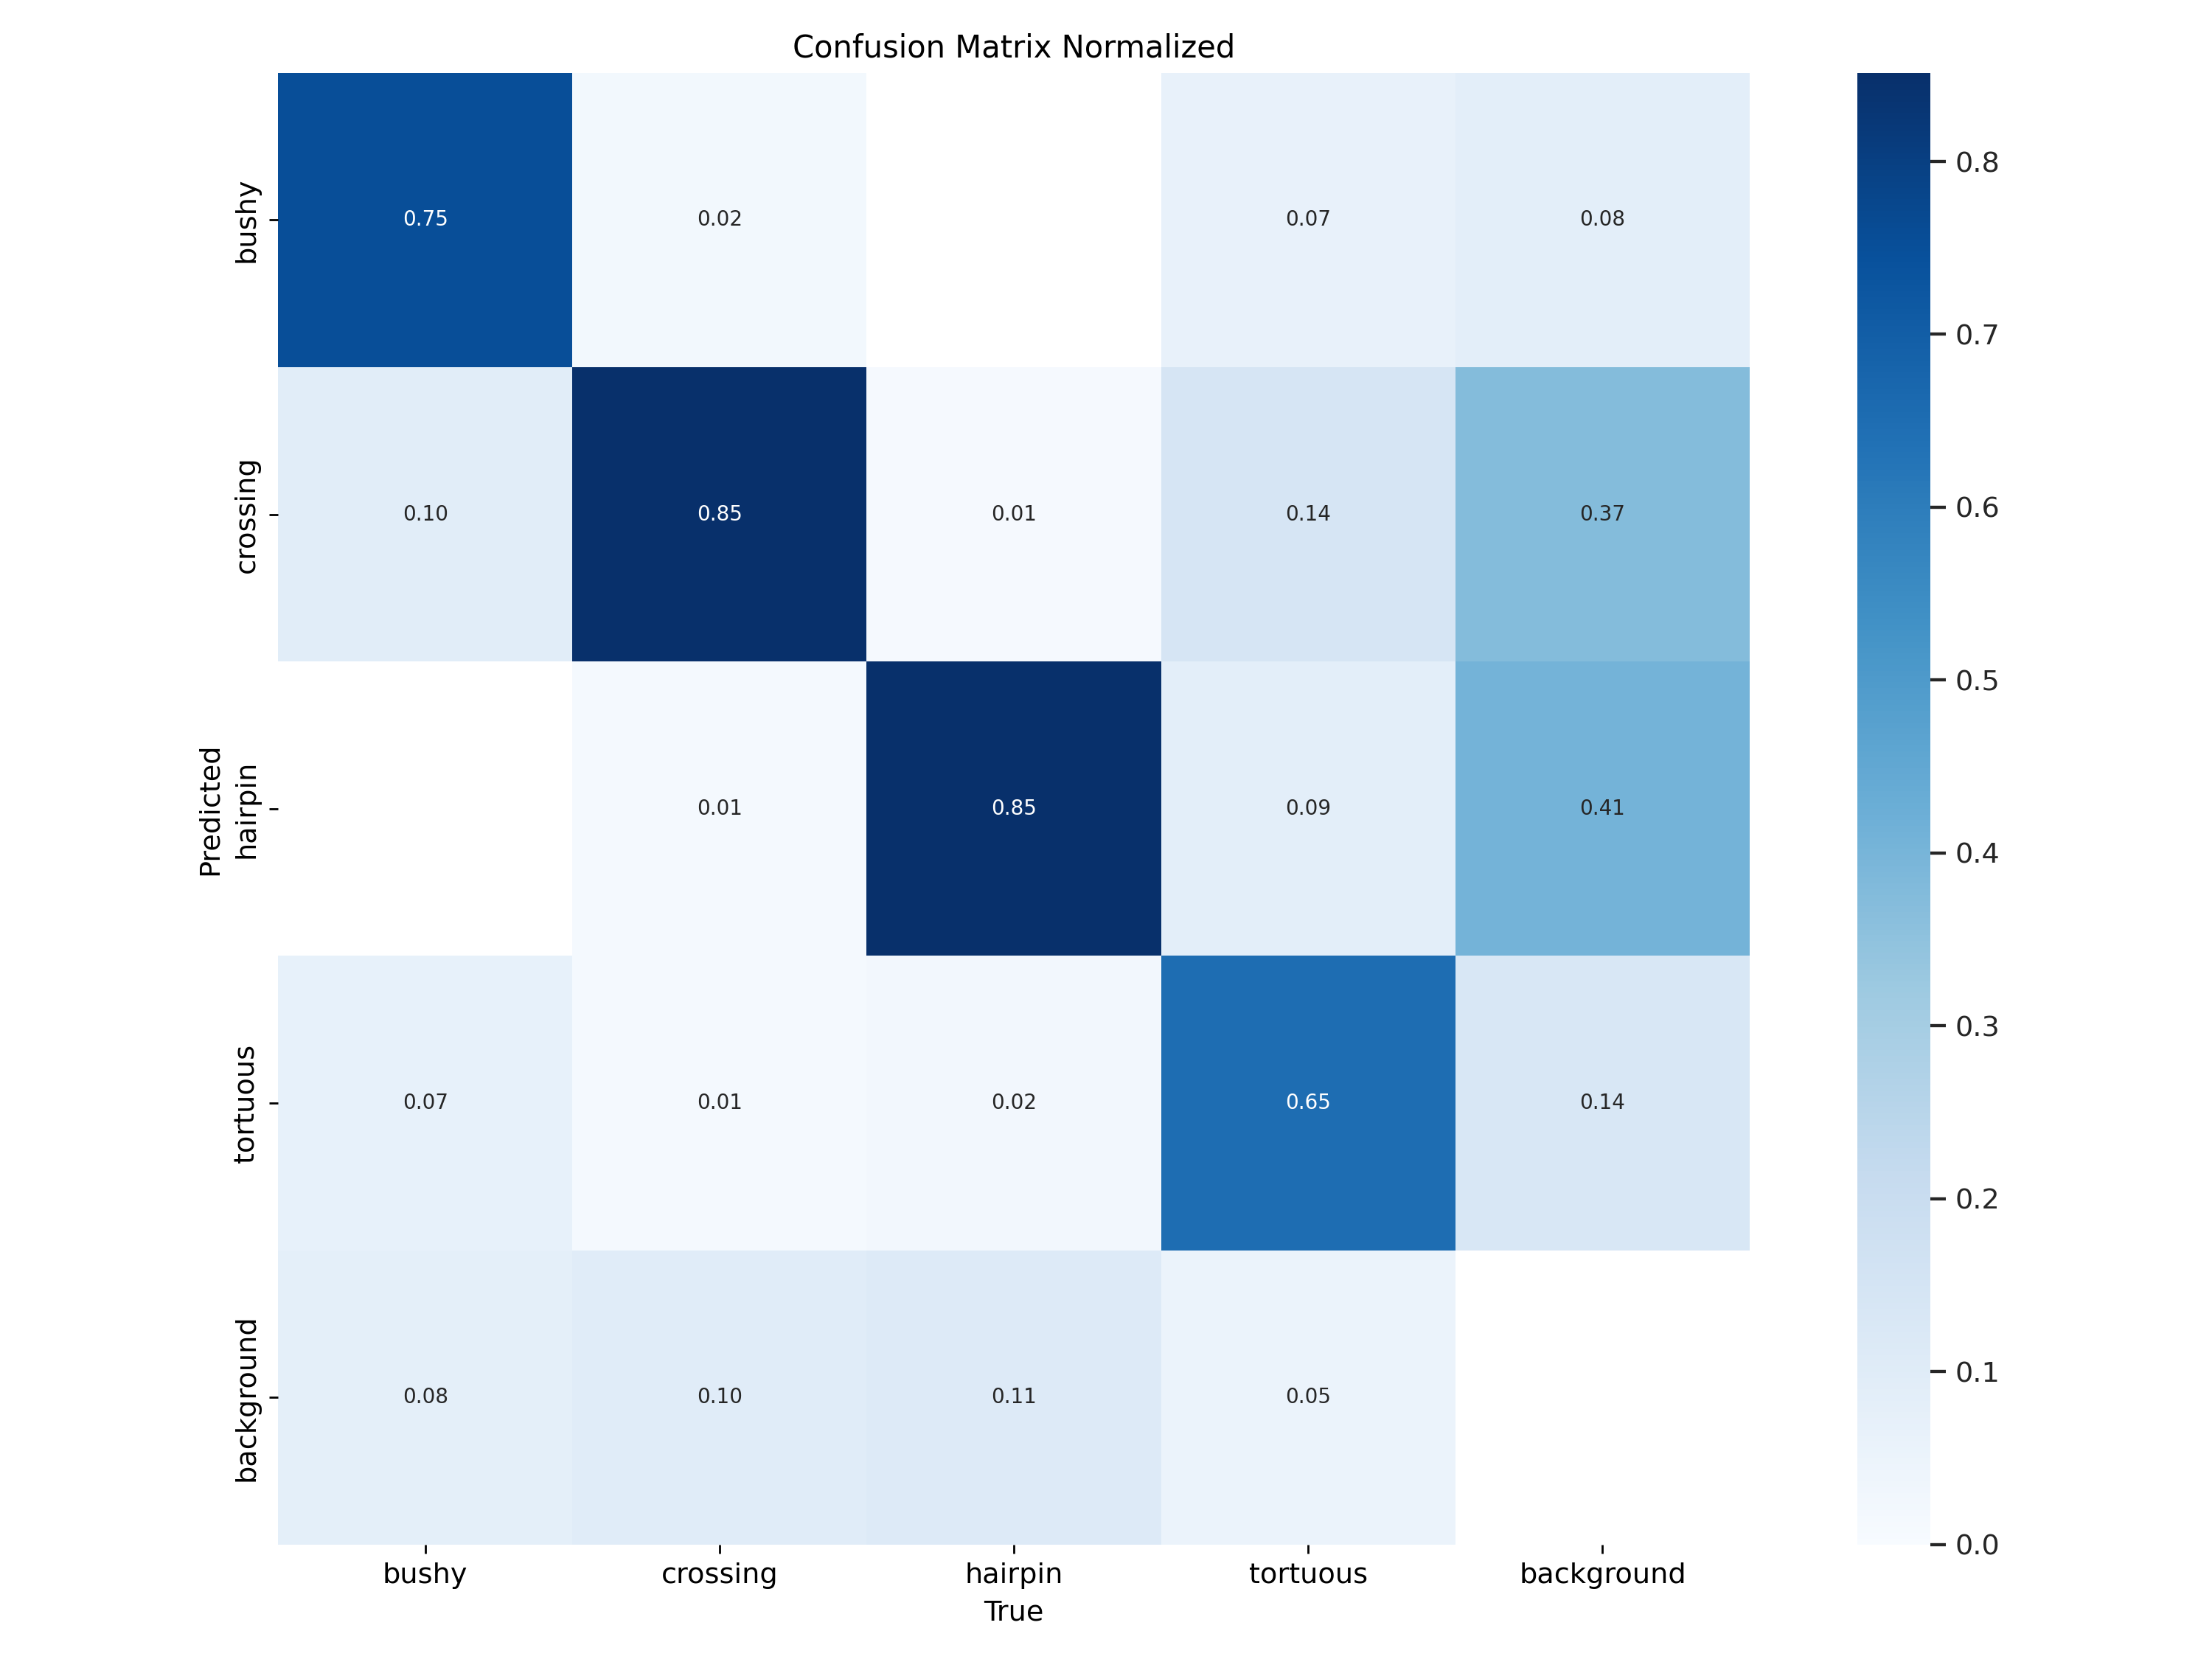 Confusion Matrix Normalized
bushy
0.75
0.02
0.07
0.08
crossing
0.10
0.85
0.01
0.14
0.37
Predicted
hairpin
0.01
0.85
0.09
0.41
tortuous
0.07
0.01
0.02
0.65
0.14
background
0.08
0.10
0.11
0.05
bushy
crossing
hairpin
tortuous
background
True
0.8
0.7
0.6
0.5
0.4
0.3
0.2
0.1
0.0